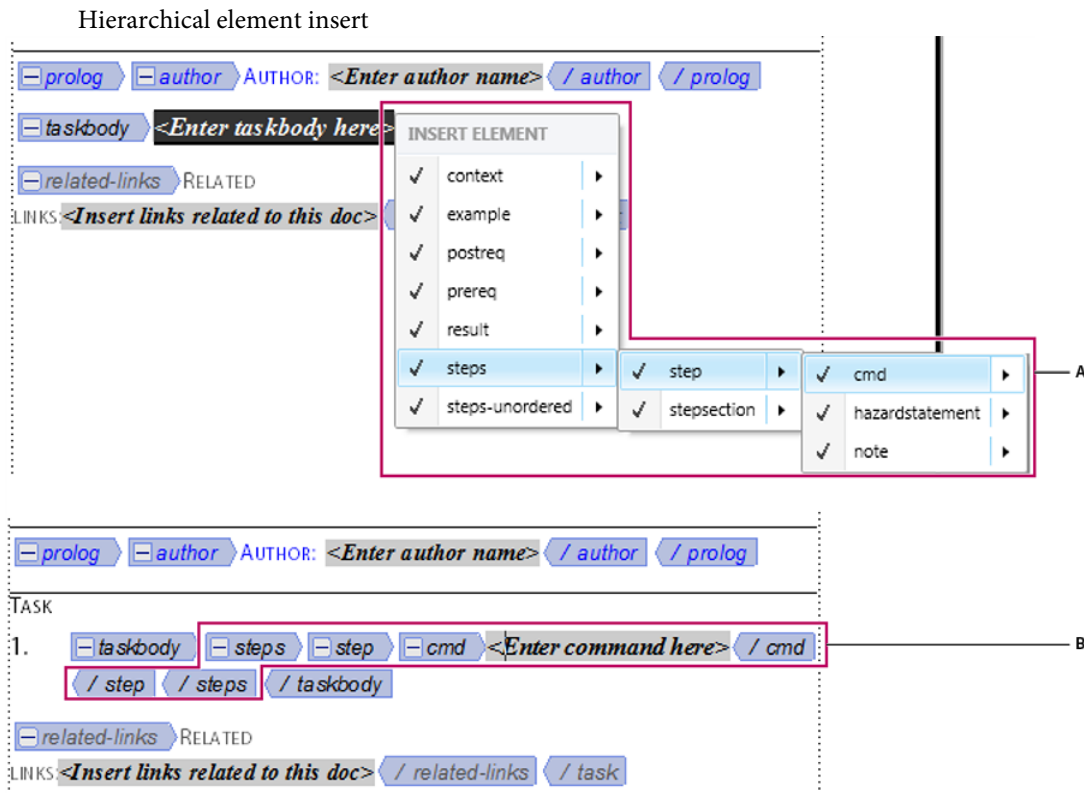 Hierarchical element insert
prolog author AUTHOR: <Enter author name> / author / prolog
taskbody <Enter taskbody here>
INSERT ELEMENT
context
example
postreq
prereq
result
steps
steps-unordered
step
stepsection
cmd
hazardstatement
note
A
related-links RELATED
LINKS:<Insert links related to this doc>
prolog author AUTHOR: <Enter author name> / author / prolog
TASK
1. taskbody steps step cmd <Enter command here> / cmd
B
/ step / steps / taskbody
related-links RELATED
LINKS:<Insert links related to this doc> / related-links / task